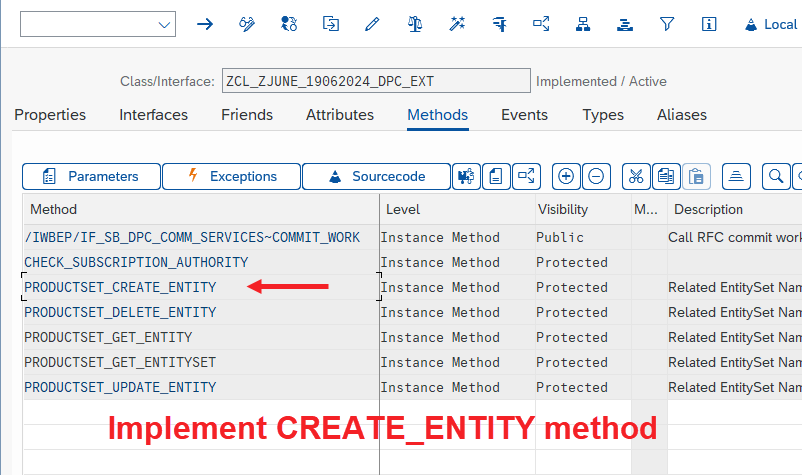 Local
Class/Interface: ZCL_ZJUNE_19062024_DPC_EXT Implemented / Active
Properties Interfaces Friends Attributes Methods Events Types Aliases
Parameters Exceptions Sourcecode
Method Level Visibility M... Description
/IWBEP/IF_SB_DPC_COMM_SERVICES~COMMIT_WORK Instance Method Public Call RFC commit work
CHECK_SUBSCRIPTION_AUTHORITY Instance Method Protected
PRODUCTSET_CREATE_ENTITY Instance Method Protected Related EntitySet Nam
PRODUCTSET_DELETE_ENTITY Instance Method Protected Related EntitySet Nam
PRODUCTSET_GET_ENTITY Instance Method Protected Related EntitySet Nam
PRODUCTSET_GET_ENTITYSET Instance Method Protected Related EntitySet Nam
PRODUCTSET_UPDATE_ENTITY Instance Method Protected Related EntitySet Nam
Implement CREATE_ENTITY method